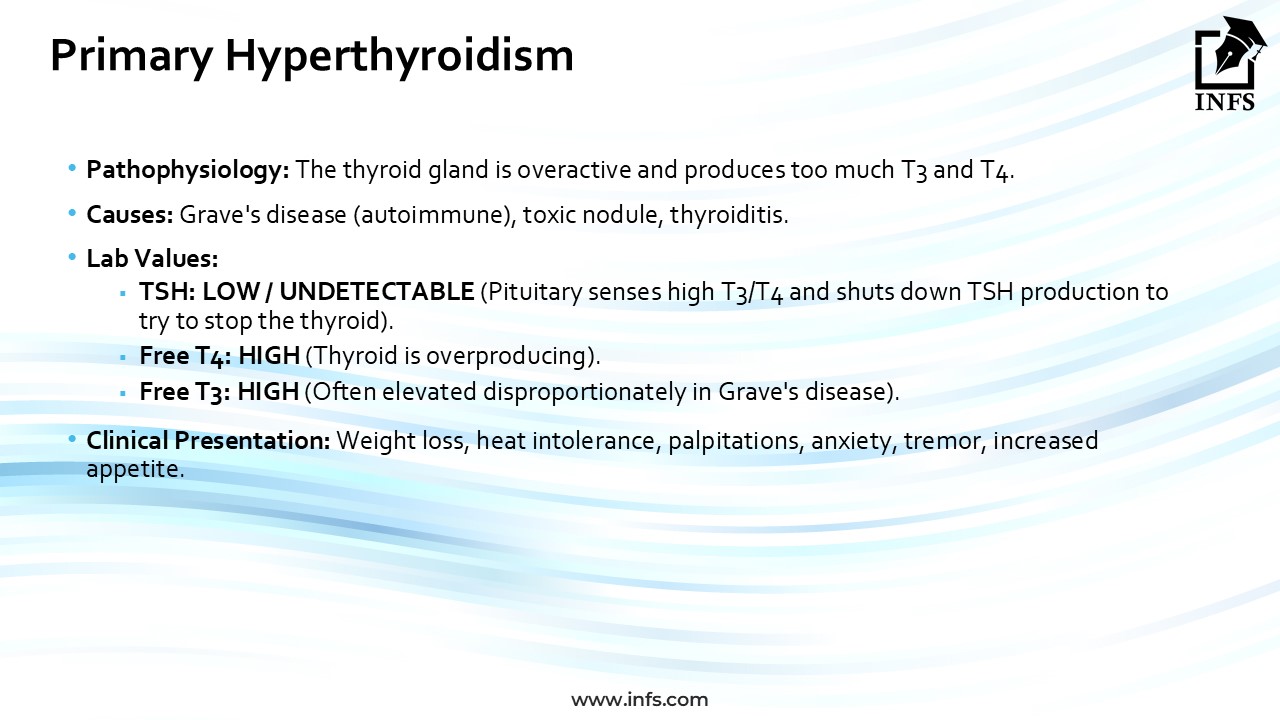 Primary Hyperthyroidism
INFS
• Pathophysiology: The thyroid gland is overactive and produces too much T3 and T4.
• Causes: Grave's disease (autoimmune), toxic nodule, thyroiditis.
• Lab Values:
▪ TSH: LOW / UNDETECTABLE (Pituitary senses high T3/T4 and shuts down TSH production to
try to stop the thyroid).
▪ Free T4: HIGH (Thyroid is overproducing).
▪ Free T3: HIGH (Often elevated disproportionately in Grave's disease).
• Clinical Presentation: Weight loss, heat intolerance, palpitations, anxiety, tremor, increased
appetite.
www.infs.com